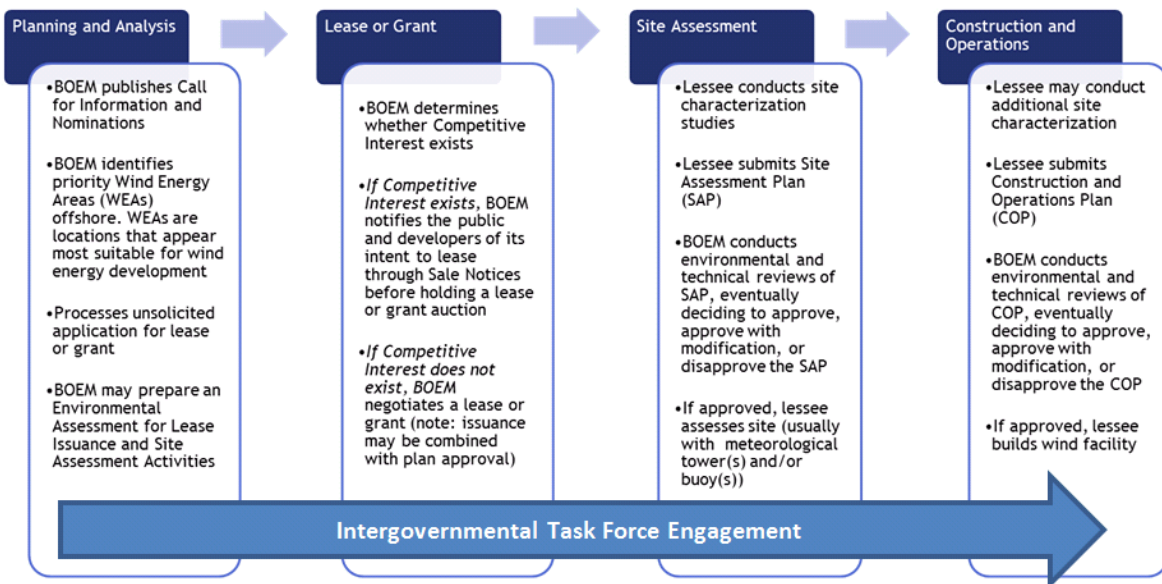 Planning and Analysis
•BOEM publishes Call
for Information and
Nominations
•BOEM identifies
priority Wind Energy
Areas (WEAs)
offshore. WEAs are
locations that appear
most suitable for wind
energy development
•Processes unsolicited
application for lease
or grant
•BOEM may prepare an
Environmental
Assessment for Lease
Issuance and Site
Assessment Activities
Lease or Grant
•BOEM determines
whether Competitive
Interest exists
•If Competitive
Interest exists, BOEM
notifies the public
and developers of its
intent to lease
through Sale Notices
before holding a lease
or grant auction
•If Competitive
Interest does not
exist, BOEM
negotiates a lease or
grant (note: issuance
may be combined
with plan approval)
Site Assessment
•Lessee conducts site
characterization
studies
•Lessee submits Site
Assessment Plan
(SAP)
•BOEM conducts
environmental and
technical reviews of
SAP, eventually
deciding to approve,
approve with
modification, or
disapprove the SAP
•If approved, lessee
assesses site (usually
with meteorological
tower(s) and/or
buoy(s))
Construction and
Operations
•Lessee may conduct
additional site
characterization
•Lessee submits
Construction and
Operations Plan
(COP)
•BOEM conducts
environmental and
technical reviews of
COP, eventually
deciding to approve,
approve with
modification, or
disapprove the COP
•If approved, lessee
builds wind facility
Intergovernmental Task Force Engagement